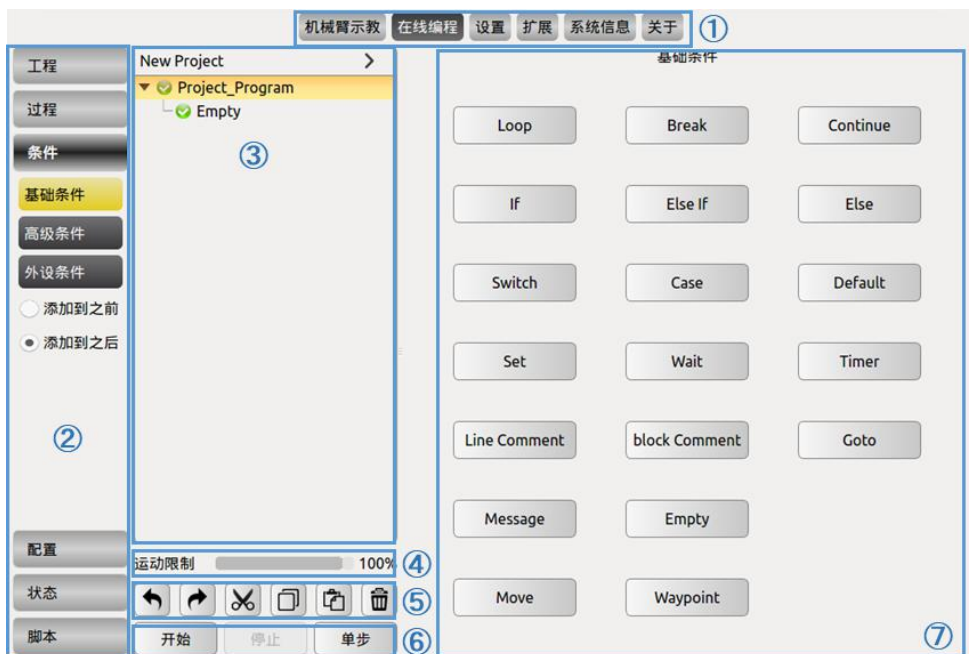 机械臂示教 在线编程 设置 扩展 系统信息 关于 ①
工程
过程
条件
基础条件
高级条件
外设条件
添加到之前
添加到之后
②
配置
状态
脚本
New Project
Project_Program
Empty
③
运动限制 100% ④
⑤
开始 停止 单步 ⑥
基础条件
Loop Break Continue
If Else If Else
Switch Case Default
Set Wait Timer
Line Comment block Comment Goto
Message Empty
Move Waypoint
⑦